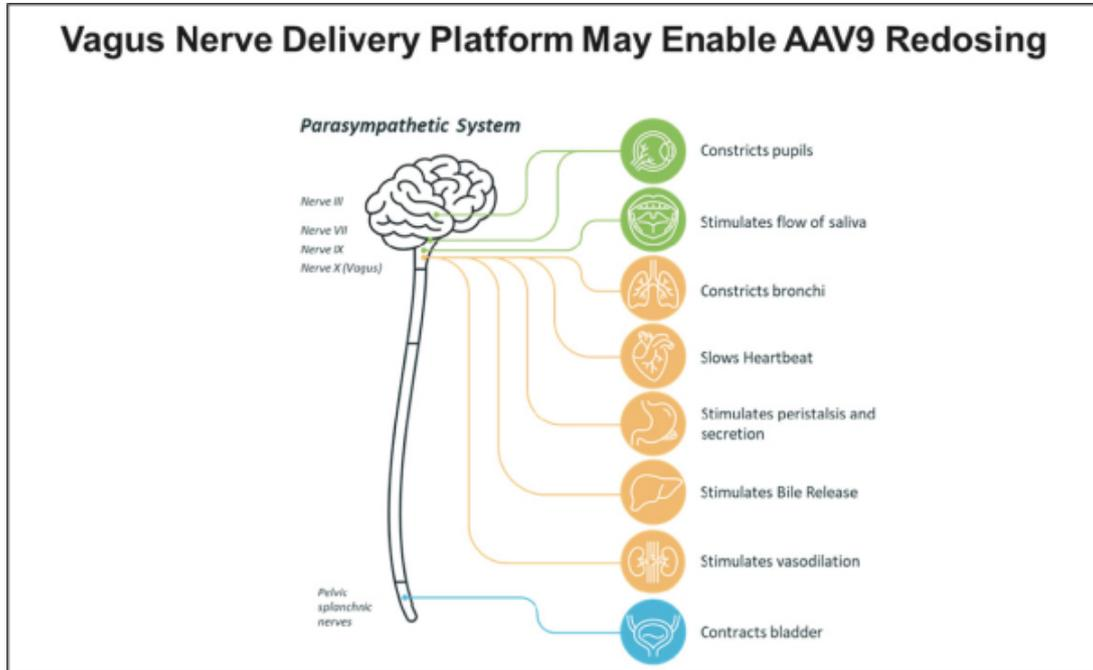 Vagus Nerve Delivery Platform May Enable AAV9 Redosing
Parasympathetic System
Nerve III
Nerve VII
Nerve IX
Nerve X (Vagus)
Pelvic
splanchnic
nerves
Constricts pupils
Stimulates flow of saliva
Constricts bronchi
Slows Heartbeat
Stimulates peristalsis and
secretion
Stimulates Bile Release
Stimulates vasodilation
Contracts bladder